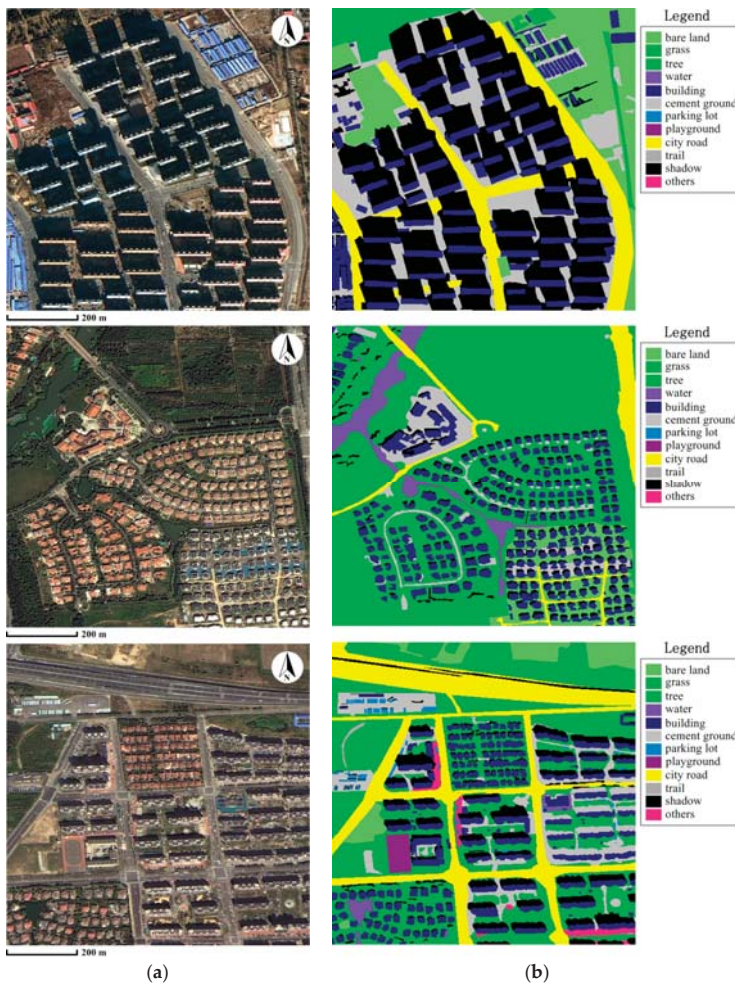 Legend
bare land
grass
tree
water
building
cement ground
parking lot
playground
city road
trail
shadow
others
200 m
Legend
bare land
grass
tree
water
building
cement ground
parking lot
playground
city road
trail
shadow
others
200 m
Legend
bare land
grass
tree
water
building
cement ground
parking lot
playground
city road
trail
shadow
others
200 m
(a) (b)